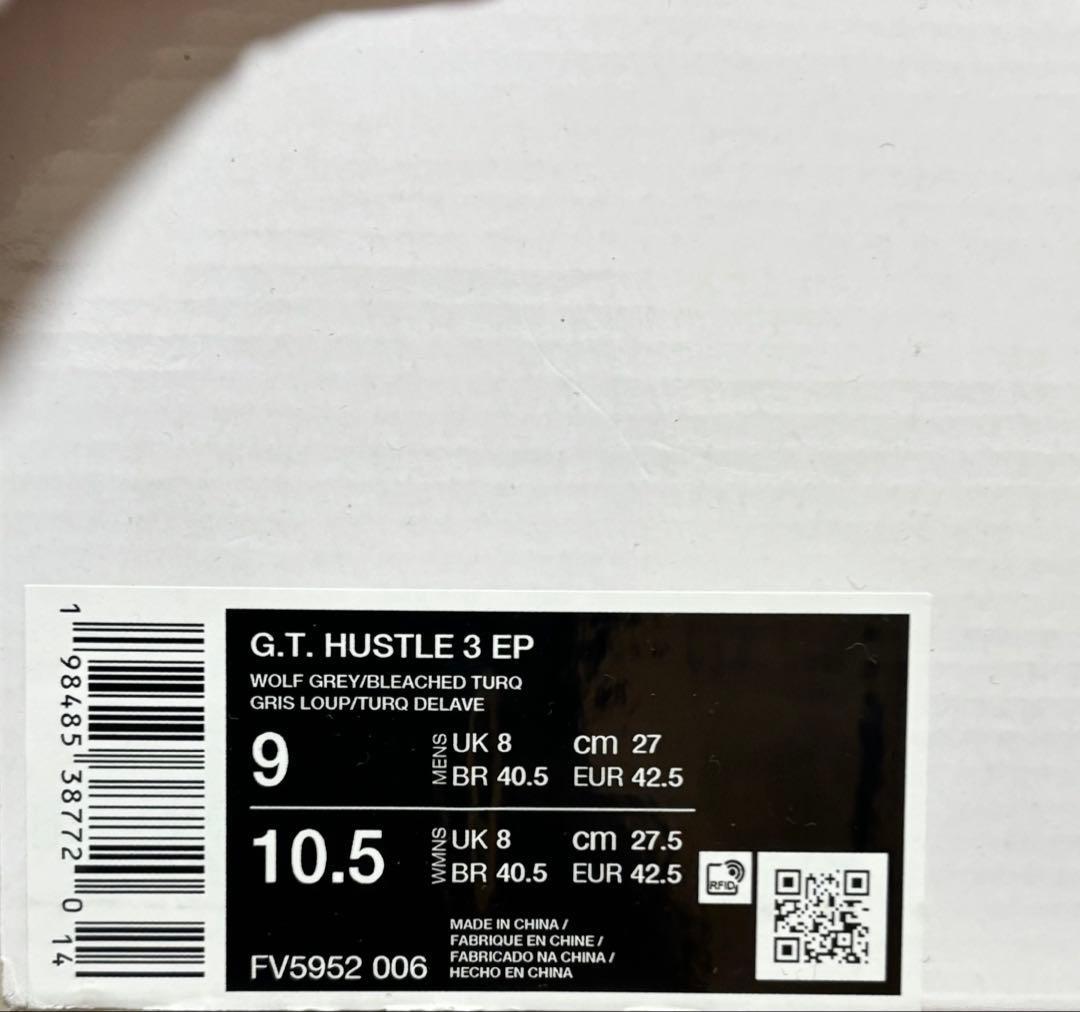 G.T. HUSTLE 3 EP
WOLF GREY/BLEACHED TURQ
GRIS LOUP/TURQ DELAVE
9
MENS
UK 8 cm 27
BR 40.5 EUR 42.5
10.5
WMNS
UK 8 cm 27.5
BR 40.5 EUR 42.5
RFID
MADE IN CHINA /
FABRIQUE EN CHINE /
FABRICADO NA CHINA /
HECHO EN CHINA
FV5952 006
1 98485 38772 0 14